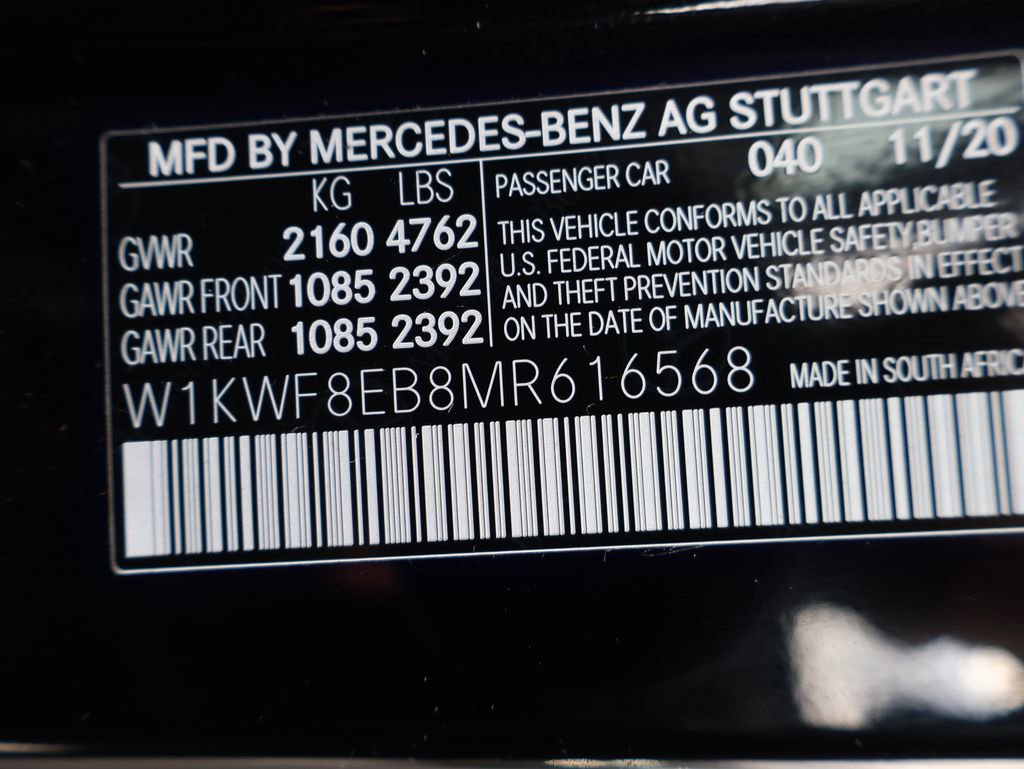 MFD BY MERCEDES-BENZ AG STUTTGART
KG LBS
GWWR 2160 4762
GAWR FRONT 1085 2392
GAWR REAR 1085 2392
PASSENGER CAR 040 11/20
THIS VEHICLE CONFORMS TO ALL APPLICABLE
U.S. FEDERAL MOTOR VEHICLE SAFETY, BUMPER
AND THEFT PREVENTION STANDARDS IN EFFECT
ON THE DATE OF MANUFACTURE SHOWN ABOVE
W1KWF8EB8MR616568
MADE IN SOUTH AFRIC